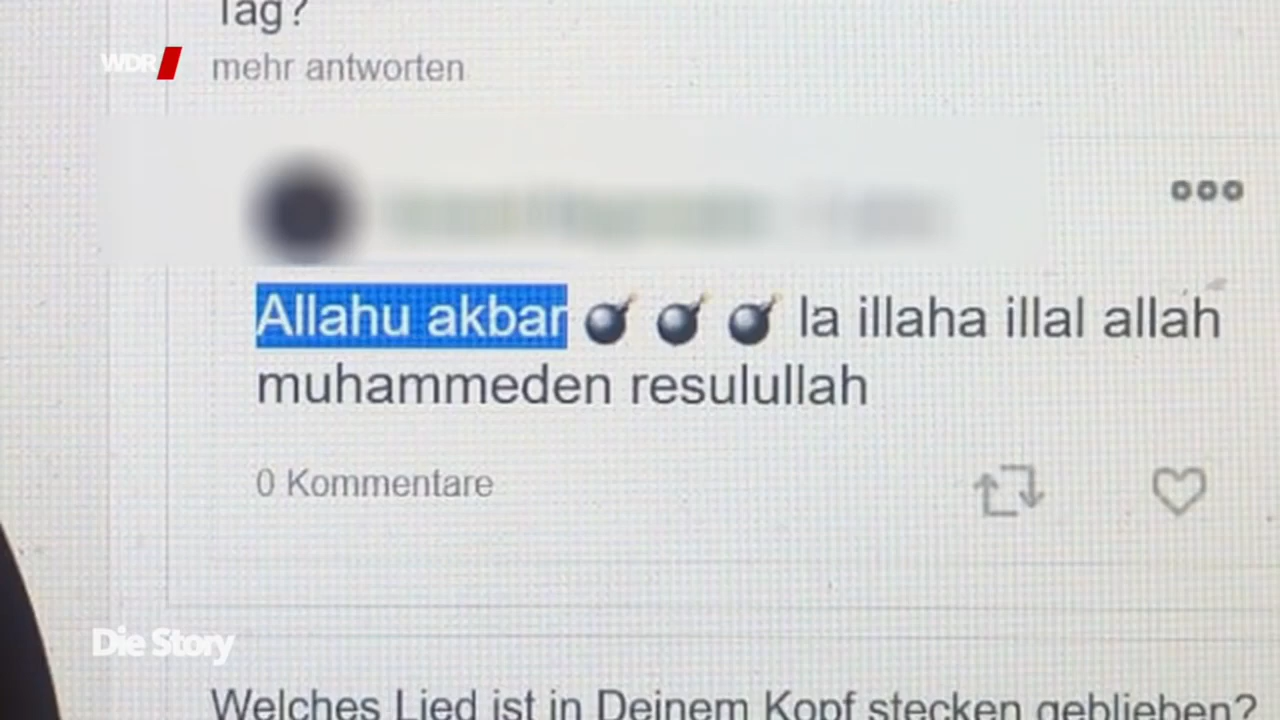 Tag?
WDR
mehr antworten
Allahu akbar 💣 💣 💣 la illaha illal allah
muhammeden resulullah
0 Kommentare
Die Story
Welches Lied ist in Deinem Kopf stecken geblieben?